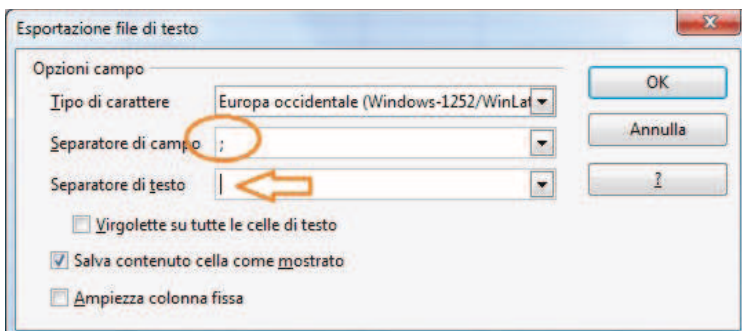 Esportazione file di testo
Opzioni campo
Tipo di carattere
Europa occidentale (Windows-1252/WinLat
Separatore di campo
;
Separatore di testo
Virgolette su tutte le celle di testo
Salva contenuto cella come mostrato
Ampiezza colonna fissa
OK
Annulla
?